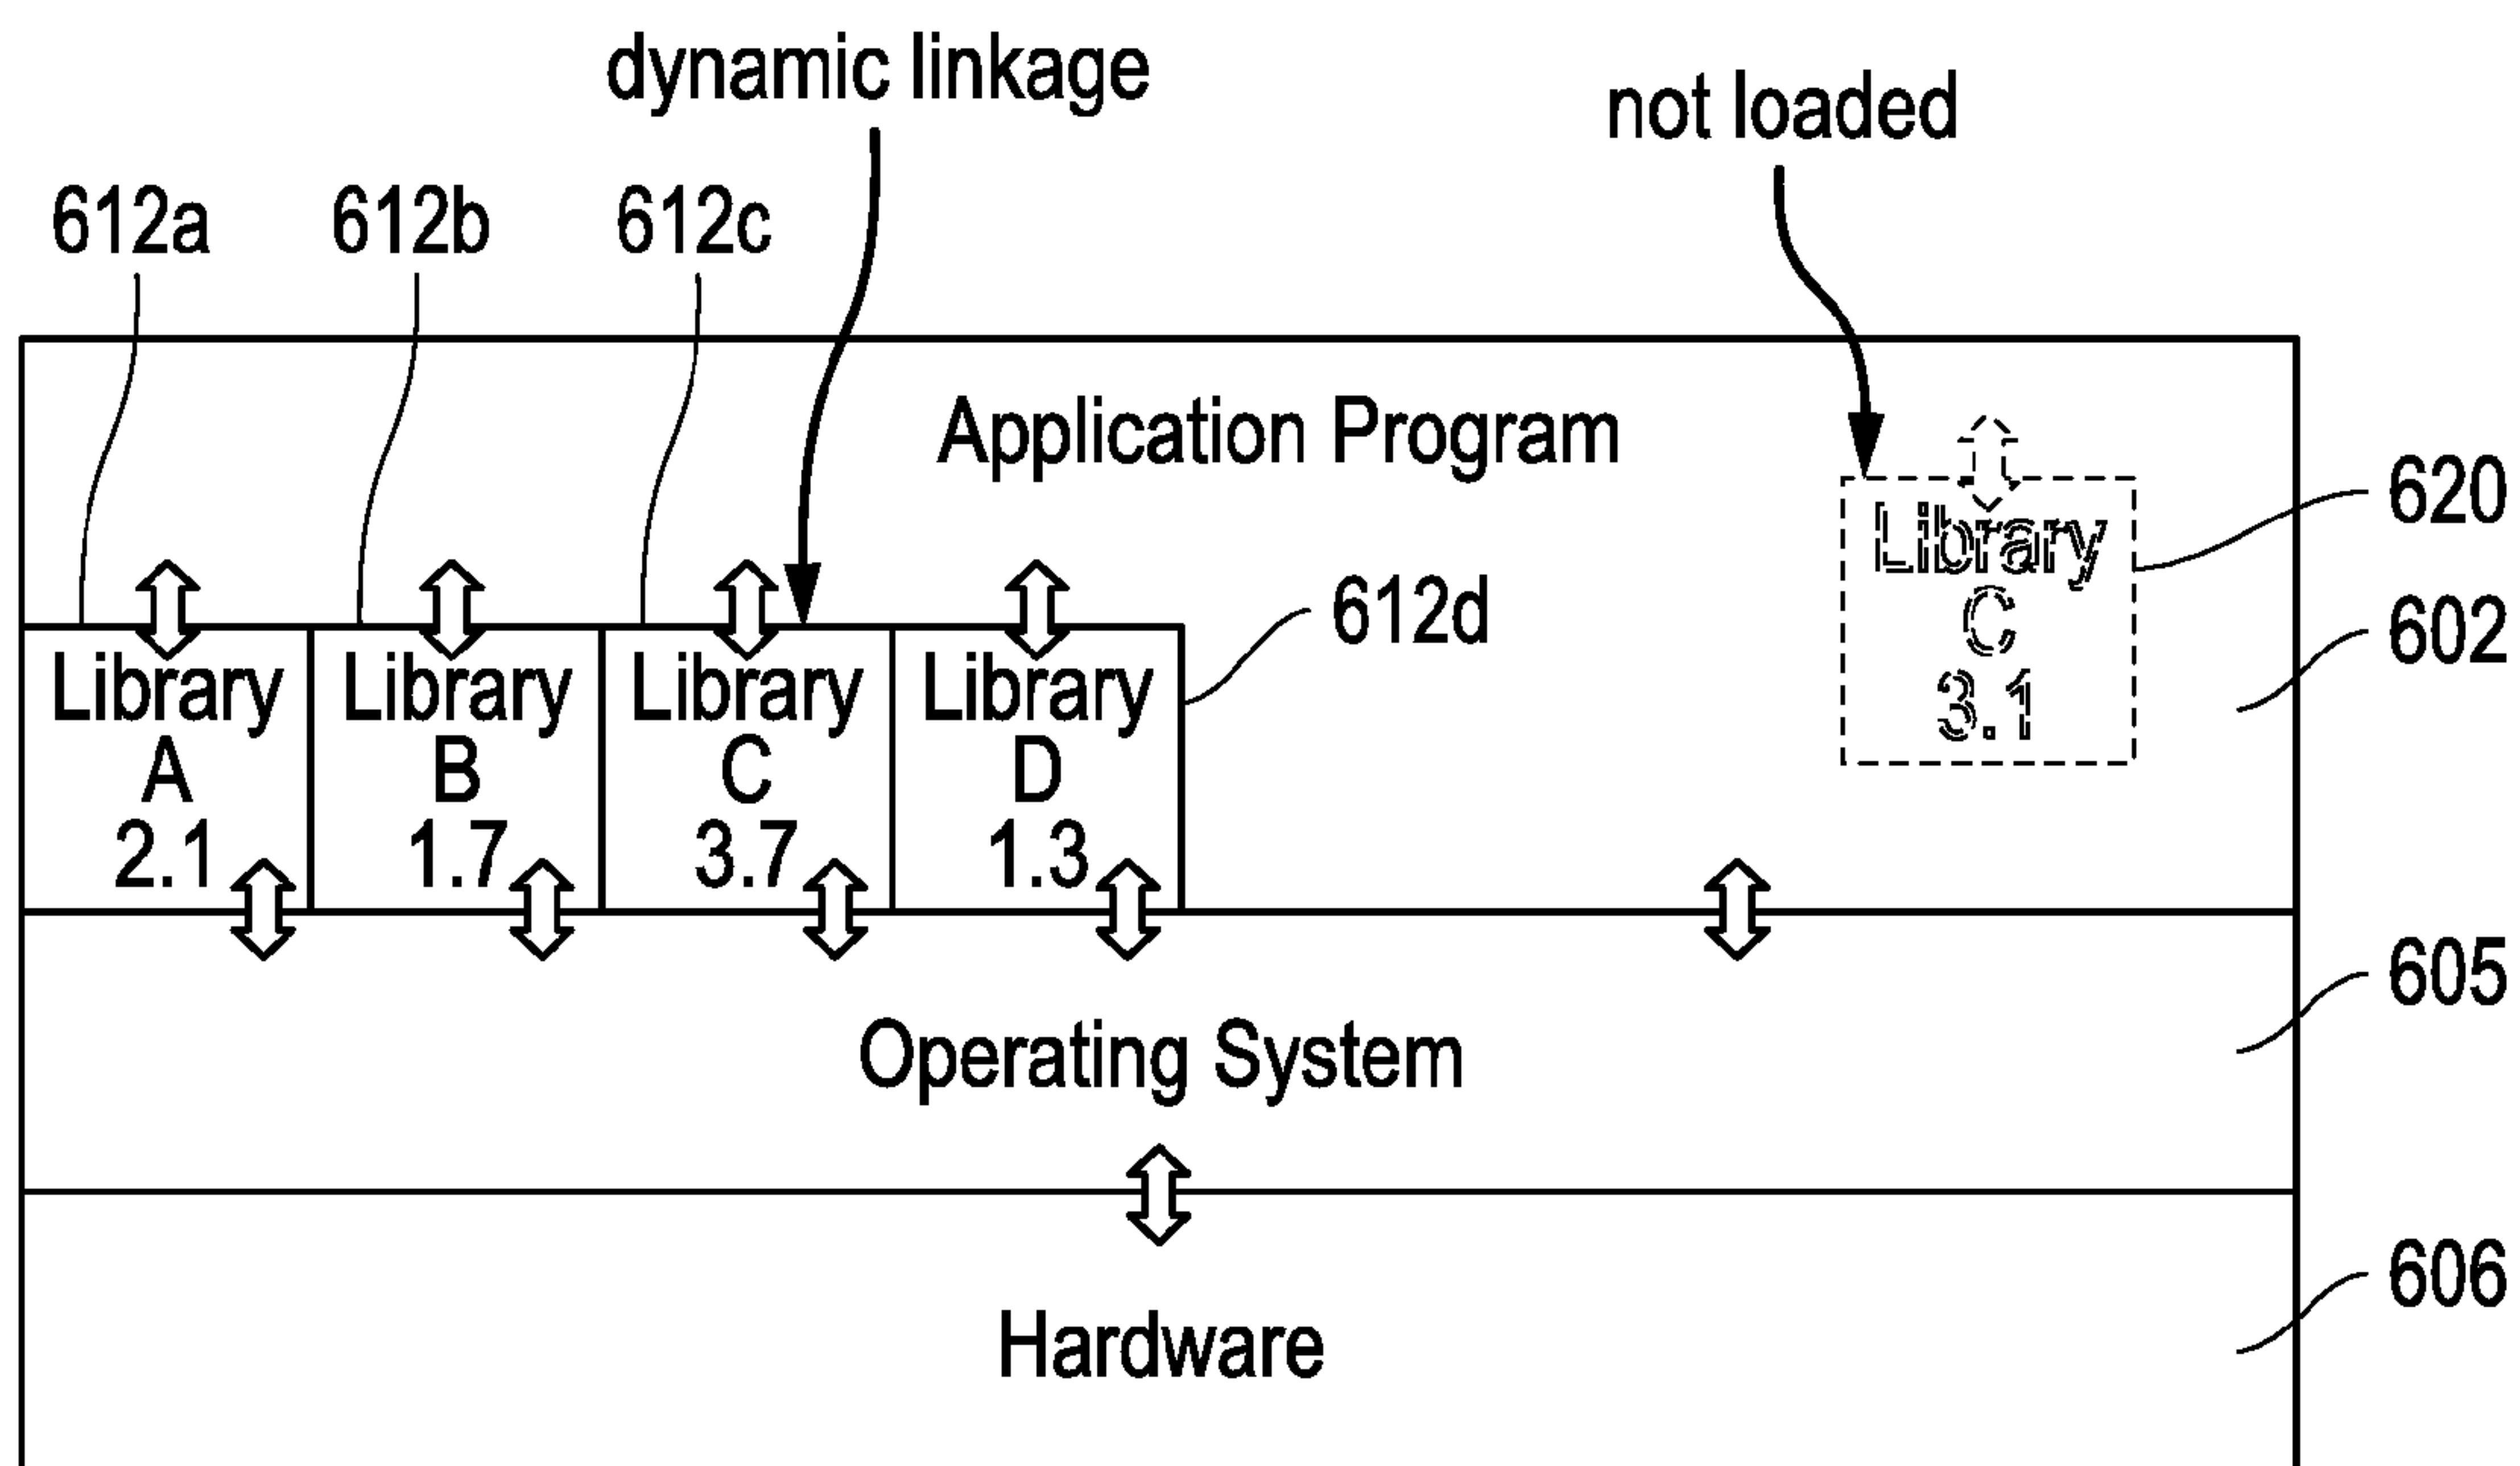 dynamic linkage
not loaded
612a
612b
612c
Application Program
620
Library
C
3.1
612d
602
Library
A
2.1
Library
B
1.7
Library
C
3.7
Library
D
1.3
605
Operating System
606
Hardware